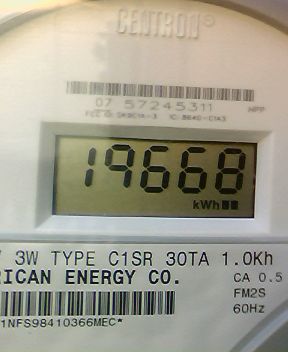 CENTRON®
07 57245311
NPP
19668
kWh
3W TYPE C1SR 30TA 1.0Kh
RICAN ENERGY CO.
CA 0.5
FM2S
60Hz
1NFS98410366MEC*